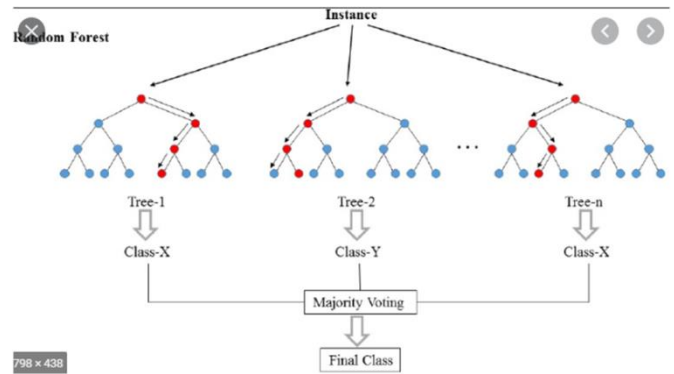 Instance
Random Forest
...
Tree-1 Tree-2 Tree-n
Class-X Class-Y Class-X
Majority Voting
Final Class
798 × 438